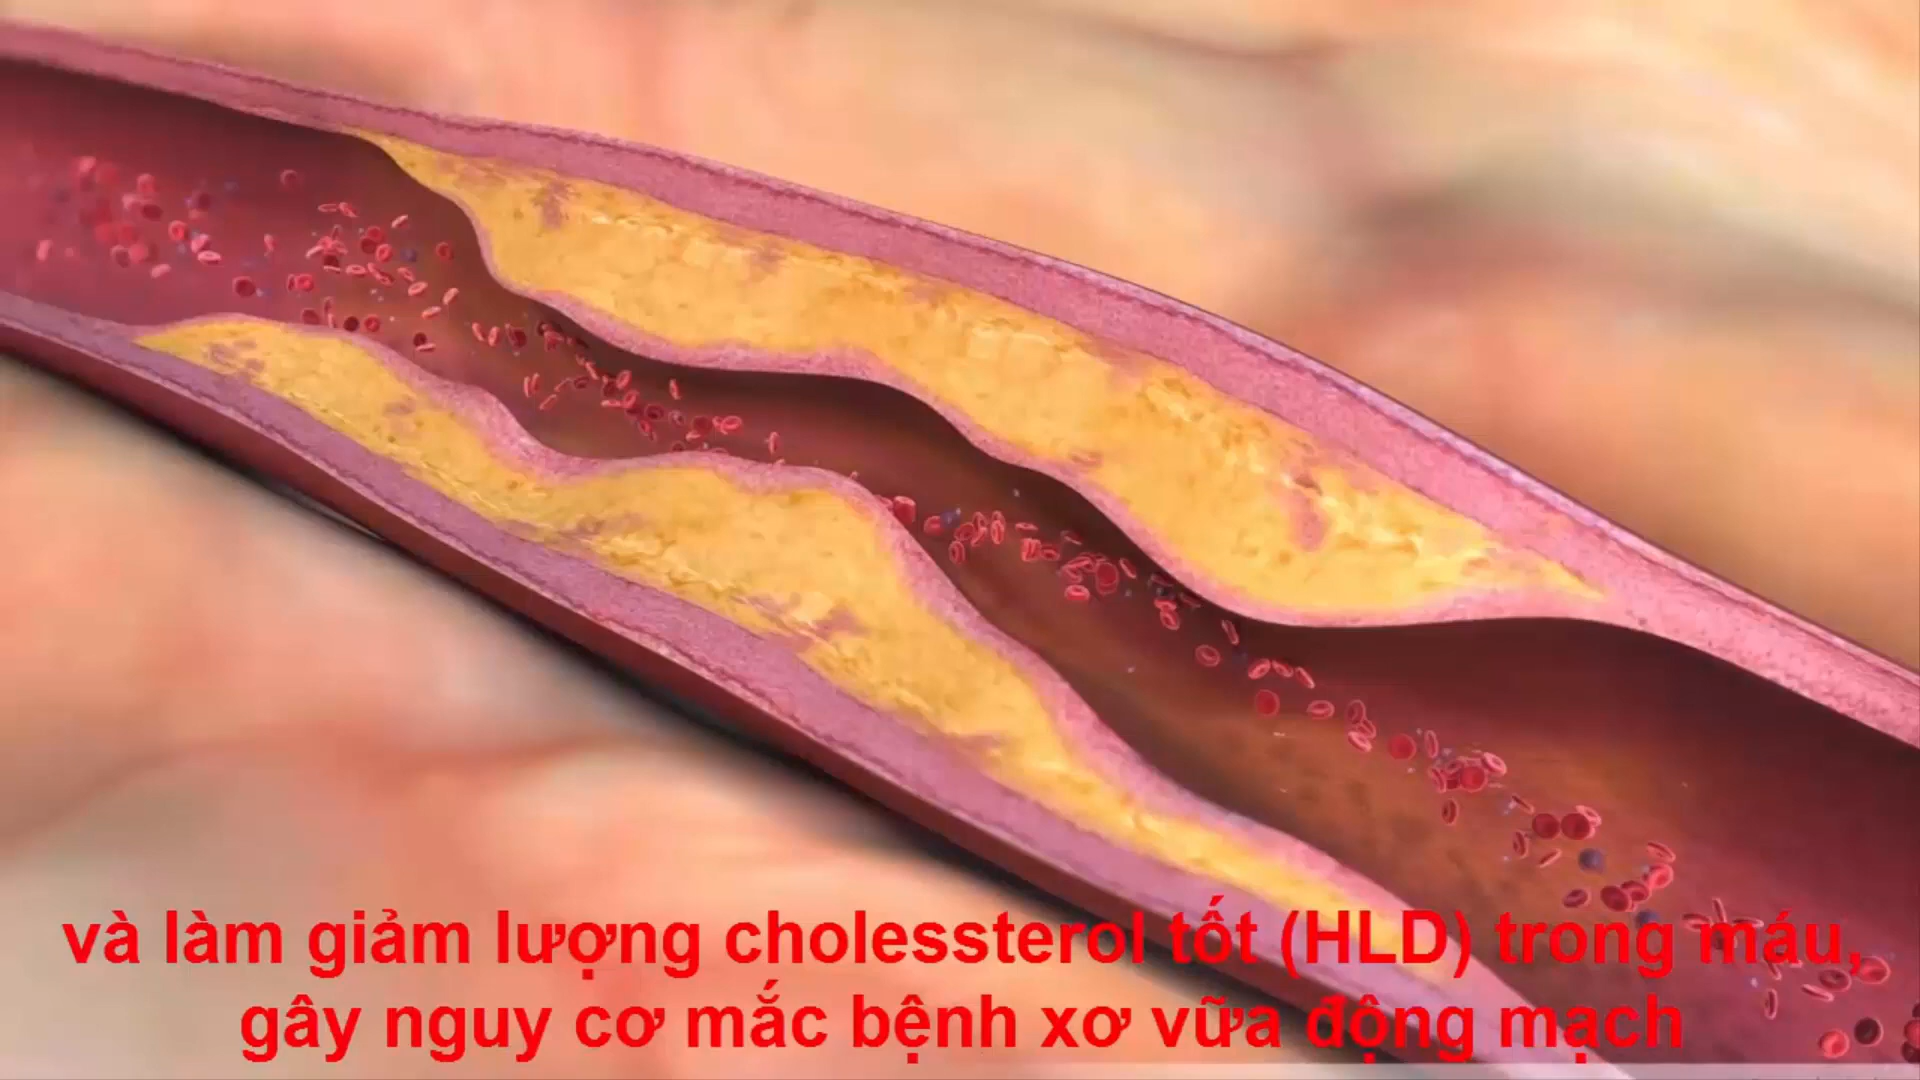 và làm giảm lượng cholessterol tốt (HLD) trong máu,
gây nguy cơ mắc bệnh xơ vữa động mạch